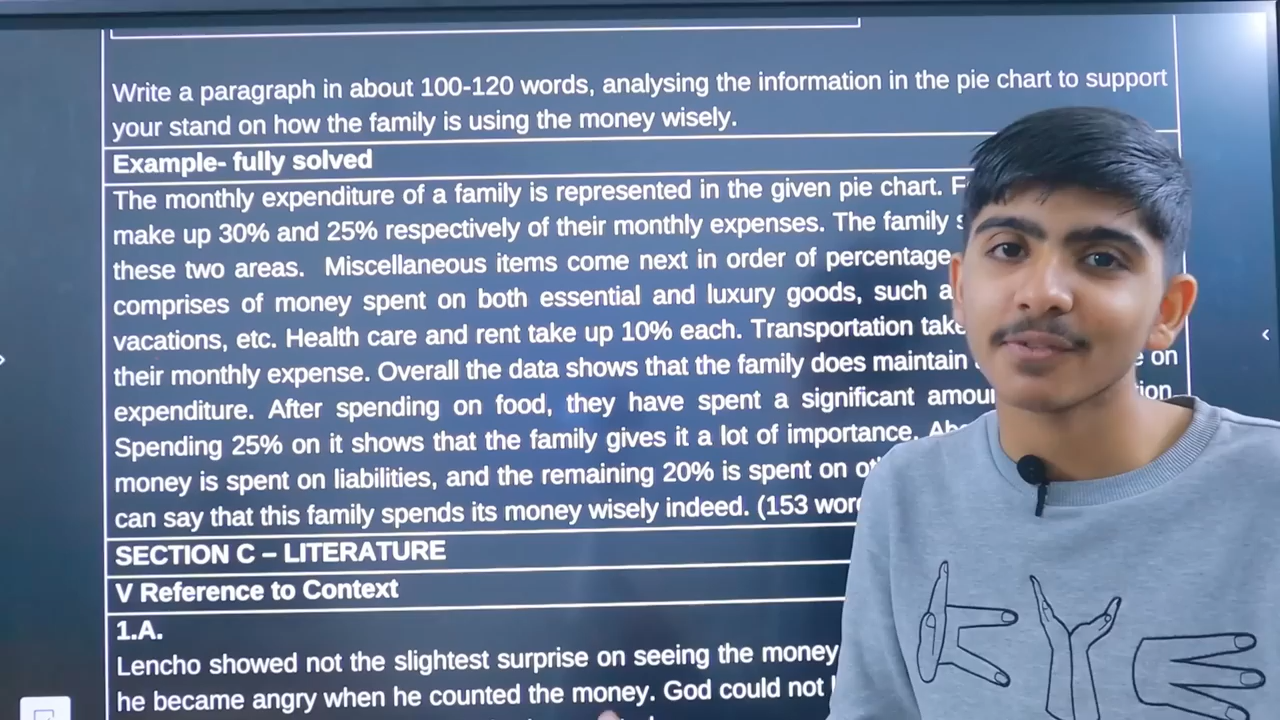 Write a paragraph in about 100-120 words, analysing the information in the pie chart to support
your stand on how the family is using the money wisely.
Example- fully solved
The monthly expenditure of a family is represented in the given pie chart.
make up 30% and 25% respectively of their monthly expenses. The family
these two areas. Miscellaneous items come next in order of percentage
comprises of money spent on both essential and luxury goods, such
vacations, etc. Health care and rent take up 10% each. Transportation
their monthly expense. Overall the data shows that the family does maintain on
expenditure. After spending on food, they have spent a significant
Spending 25% on it shows that the family gives it a lot of importance.
money is spent on liabilities, and the remaining 20% is spent on
can say that this family spends its money wisely indeed. (153
SECTION C – LITERATURE
V Reference to Context
1.A.
Lencho showed not the slightest surprise on seeing the money
he became angry when he counted the money. God could not